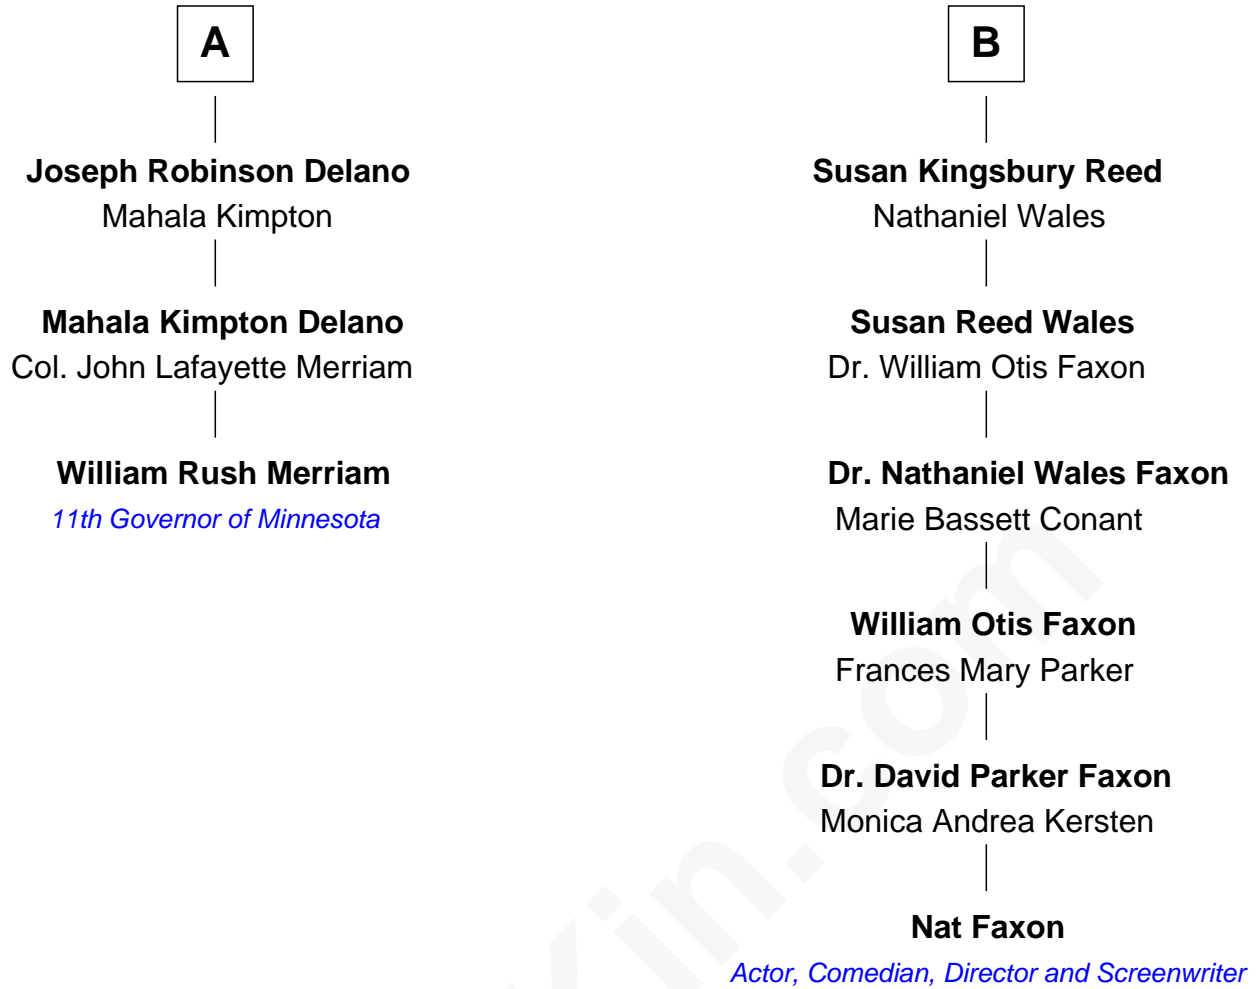 A
Joseph Robinson Delano
Mahala Kimpton
Mahala Kimpton Delano
Col. John Lafayette Merriam
William Rush Merriam
11th Governor of Minnesota
B
Susan Kingsbury Reed
Nathaniel Wales
Susan Reed Wales
Dr. William Otis Faxon
Dr. Nathaniel Wales Faxon
Marie Bassett Conant
William Otis Faxon
Frances Mary Parker
Dr. David Parker Faxon
Monica Andrea Kersten
Nat Faxon
Actor, Comedian, Director and Screenwriter